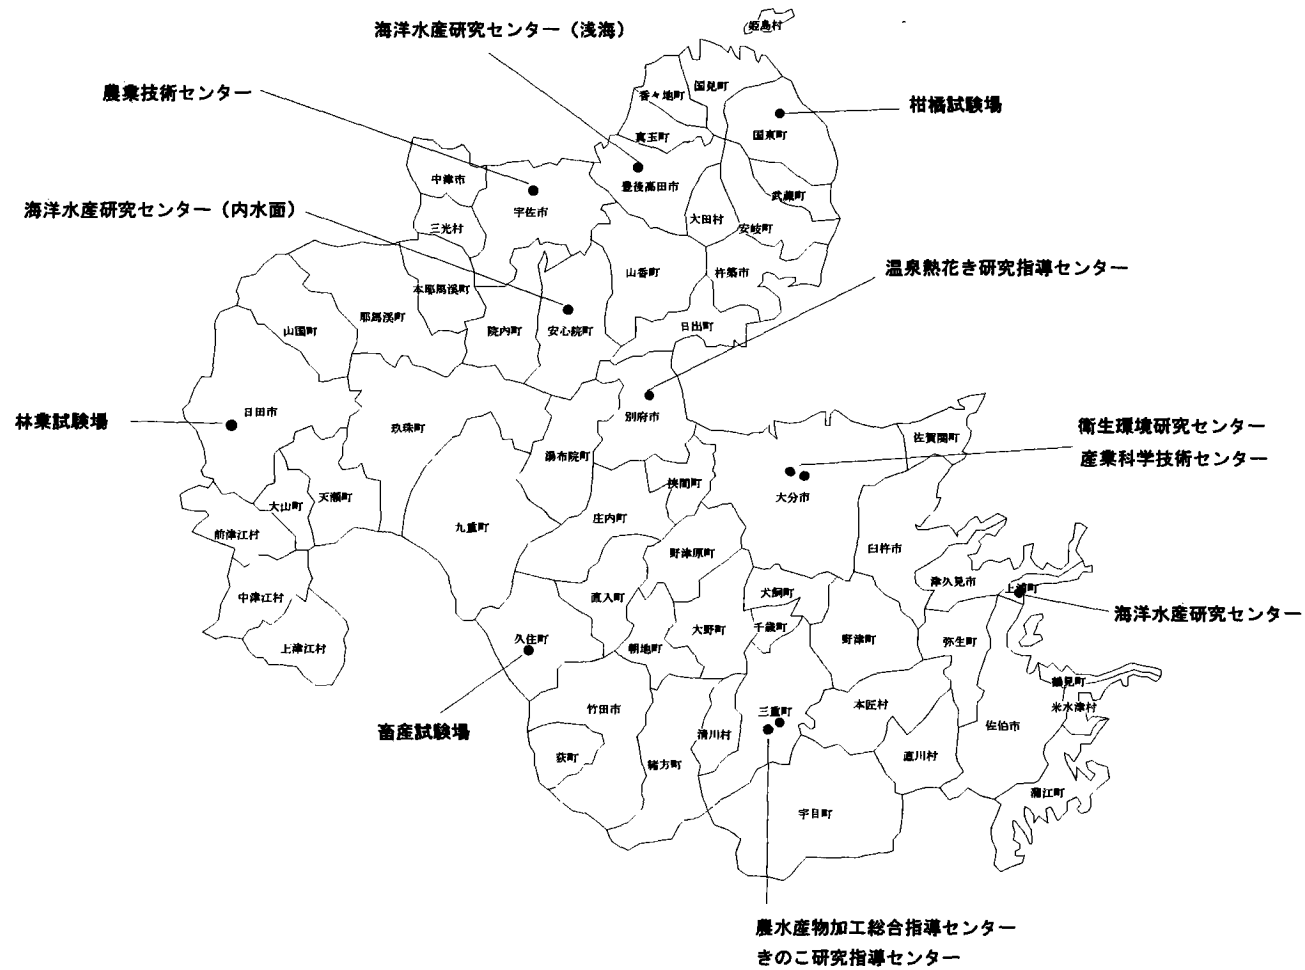 姫島村
海洋水産研究センター（浅海）
国見町
農業技術センター
香々地町
柑橘試験場
真玉町
国東町
中津市
豊後高田市
武蔵町
海洋水産研究センター（内水面）
宇佐市
大田村
三光村
安岐町
温泉熱花き研究指導センター
山香町
杵築市
本耶馬渓町
耶馬渓町
日出町
山国町
院内町
安心院町
日田市
別府市
林業試験場
玖珠町
衛生環境研究センター
佐賀関町
湯布院町
産業科学技術センター
挾間町
天瀬町
大分市
大山町
庄内町
九重町
前津江村
臼杵市
野津原町
津久見市
上浦町
犬飼町
中津江村
直入町
海洋水産研究センター
千歳町
大野町
久住町
野津町
弥生町
上津江村
朝地町
鶴見町
本匠村
米水津村
竹田市
三重町
佐伯市
畜産試験場
清川村
荻町
直川村
緒方町
蒲江町
宇目町
農水産物加工総合指導センター
きのこ研究指導センター